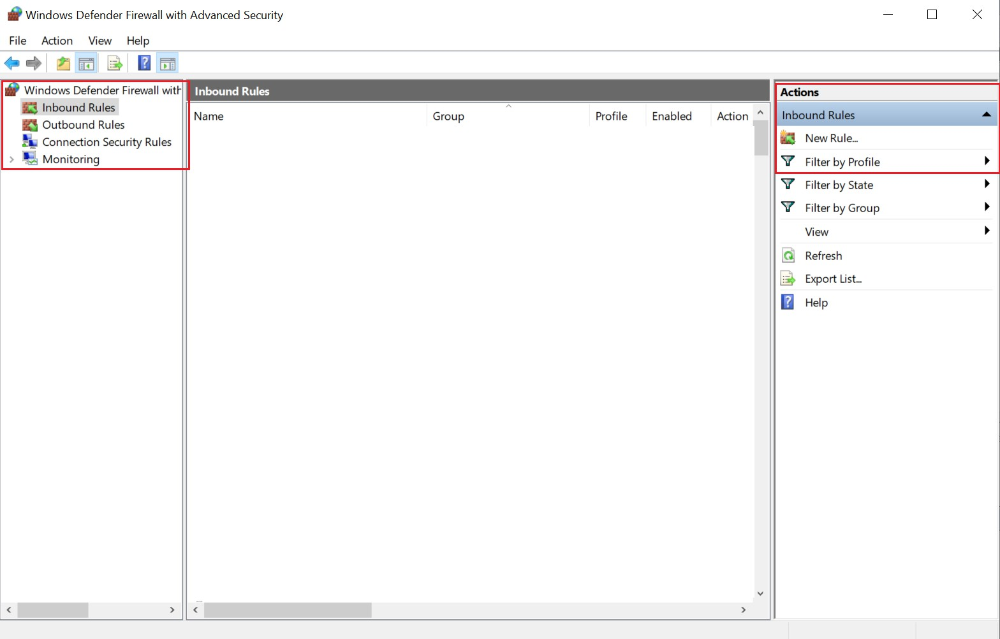 Windows Defender Firewall with Advanced Security
File Action View Help
Windows Defender Firewall with
Inbound Rules
Outbound Rules
Connection Security Rules
Monitoring
Inbound Rules
Name Group Profile Enabled Action
Actions
Inbound Rules
New Rule...
Filter by Profile
Filter by State
Filter by Group
View
Refresh
Export List...
Help